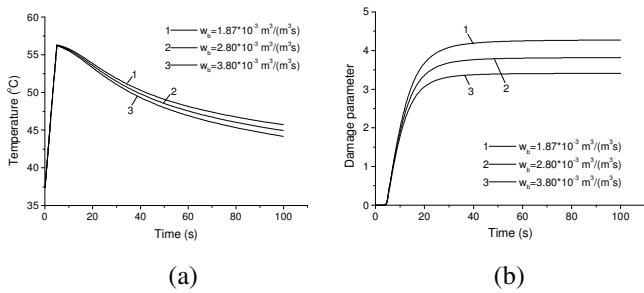 60
55
50
45
40
35
Temperature (°C)
1 w_b=1.87*10^-3 m^3/(m^3s)
2 w_b=2.80*10^-3 m^3/(m^3s)
3 w_b=3.80*10^-3 m^3/(m^3s)
1
2
3
0 20 40 60 80 100
Time (s)
(a)
5
4
3
2
1
0
Damage parameter
1
2
3
1 w_b=1.87*10^-3 m^3/(m^3s)
2 w_b=2.80*10^-3 m^3/(m^3s)
3 w_b=3.80*10^-3 m^3/(m^3s)
0 20 40 60 80 100
Time (s)
(b)